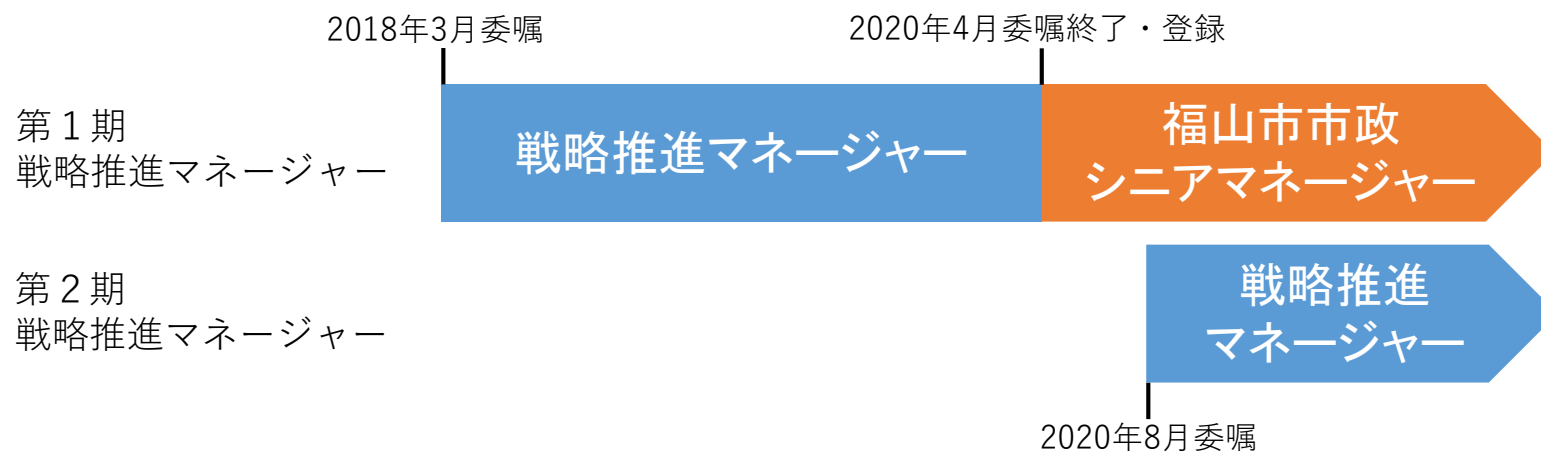 2018年3月委嘱
2020年4月委嘱終了・登録
第１期
戦略推進マネージャー
戦略推進マネージャー
福山市市政
シニアマネージャー
第２期
戦略推進マネージャー
戦略推進
マネージャー
2020年8月委嘱